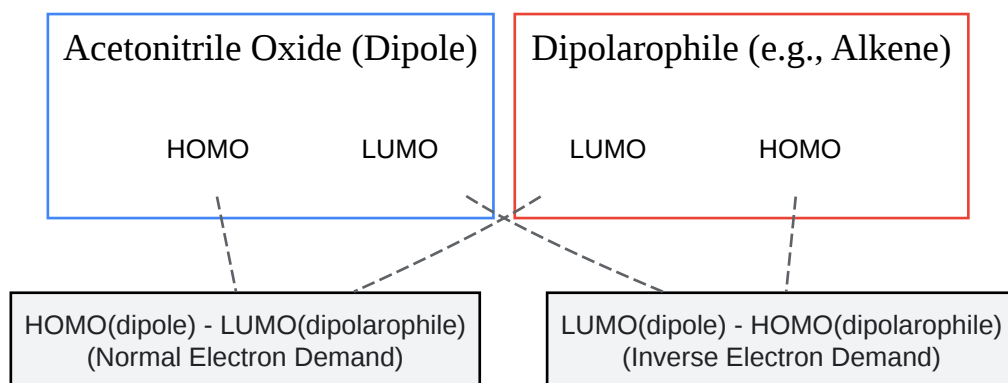 Acetonitrile Oxide (Dipole)
Dipolarophile (e.g., Alkene)
HOMO
LUMO
LUMO
HOMO
HOMO(dipole) - LUMO(dipolarophile)
(Normal Electron Demand)
LUMO(dipole) - HOMO(dipolarophile)
(Inverse Electron Demand)